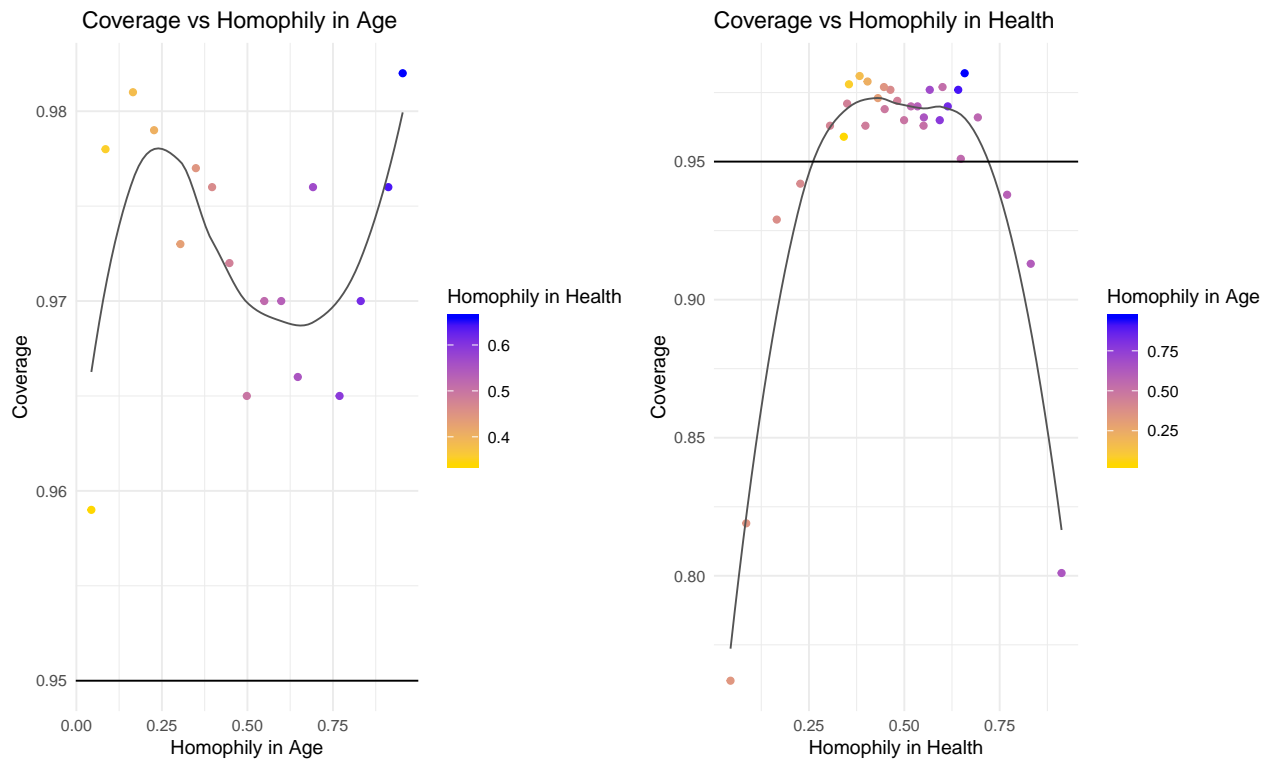 Coverage vs Homophily in Age
Coverage
0.98
0.97
0.96
0.95
0.00 0.25 0.50 0.75
Homophily in Age
Homophily in Health
0.6
0.5
0.4
Coverage vs Homophily in Health
Coverage
0.95
0.90
0.85
0.80
0.25 0.50 0.75
Homophily in Health
Homophily in Age
0.75
0.50
0.25